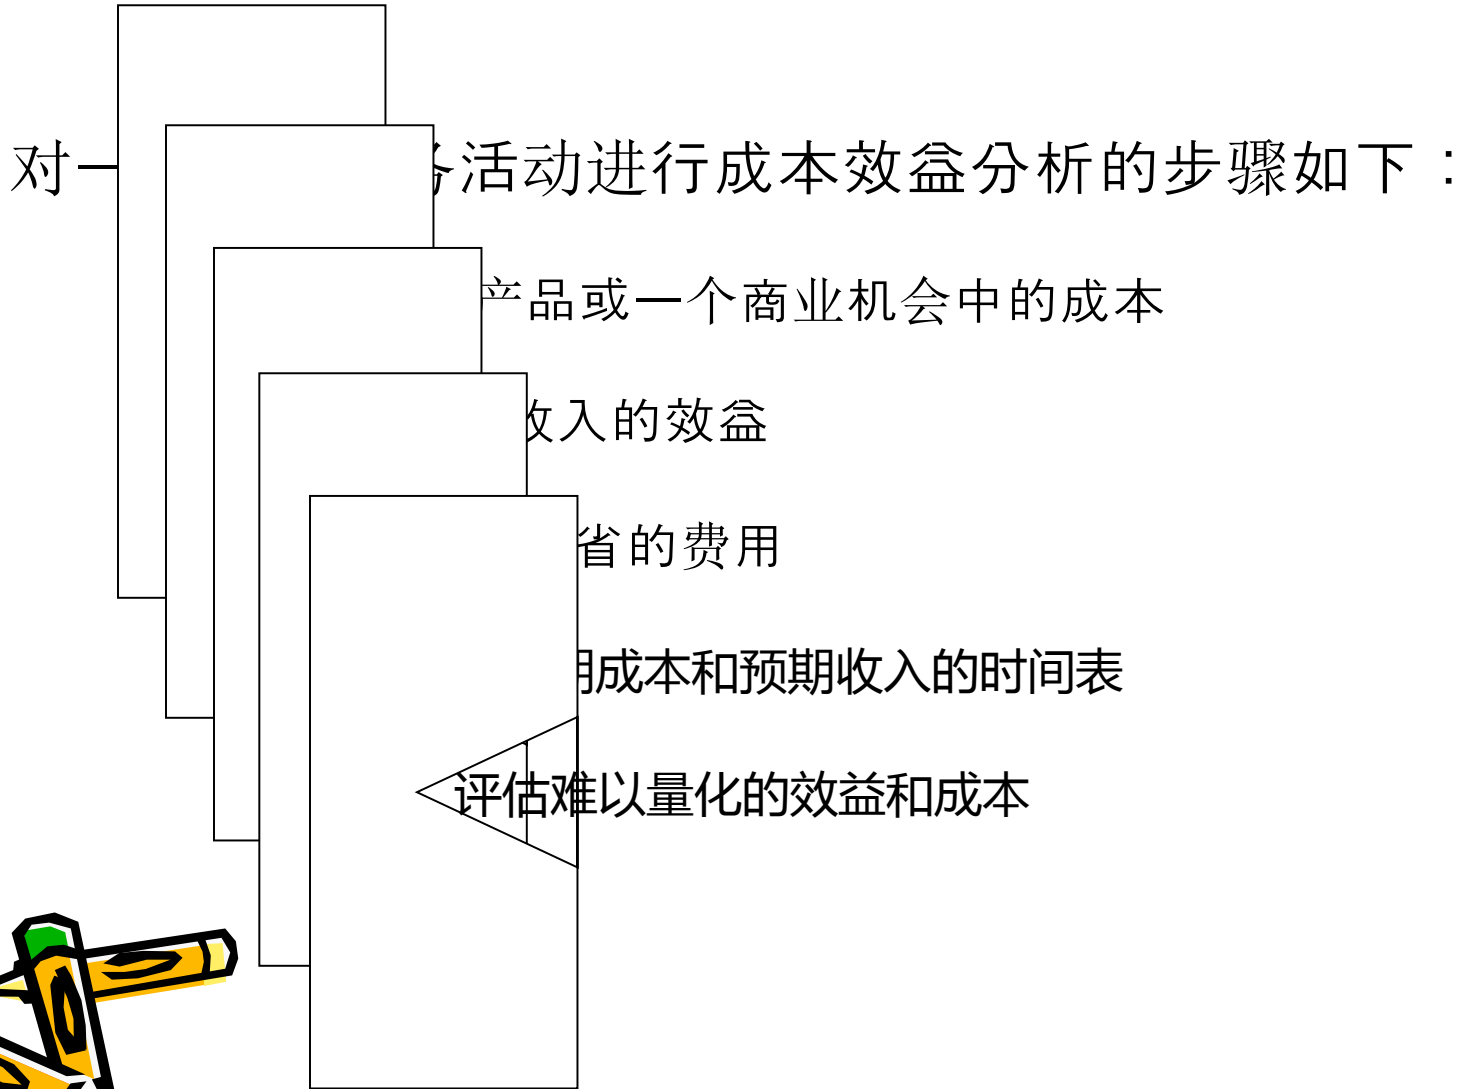 对一务活动进行成本效益分析的步骤如下：
产品或一个商业机会中的成本
收入的效益
省的费用
期成本和预期收入的时间表
评估难以量化的效益和成本